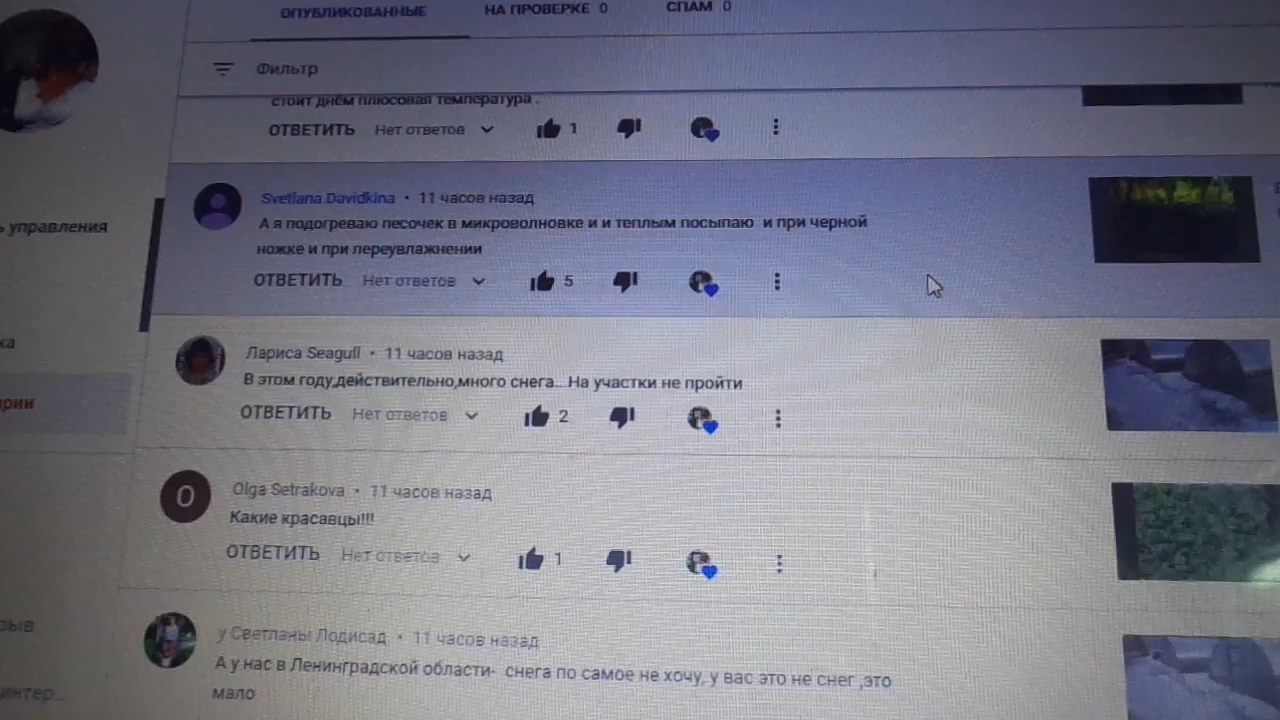 ОПУБЛИКОВАННЫЕ НА ПРОВЕРКЕ 0 СПАМ 0
Фильтр
стоит днём плюсовая температура .
ОТВЕТИТЬ Нет ответов 1
Svetlana Davidkina • 11 часов назад
А я подогреваю песочек в микроволновке и и теплым посыпаю и при черной
управления
ножке и при переувлажнении
ОТВЕТИТЬ Нет ответов 5
Лариса Seagull • 11 часов назад
В этом году,действительно,много снега...На участки не пройти
ОТВЕТИТЬ Нет ответов 2
O
Olga Setrakova • 11 часов назад
Какие красавцы!!!
ОТВЕТИТЬ Нет ответов 1
у Светланы Лодисад • 11 часов назад
А у нас в Ленинградской области- снега по самое не хочу, у вас это не снег ,это
мало